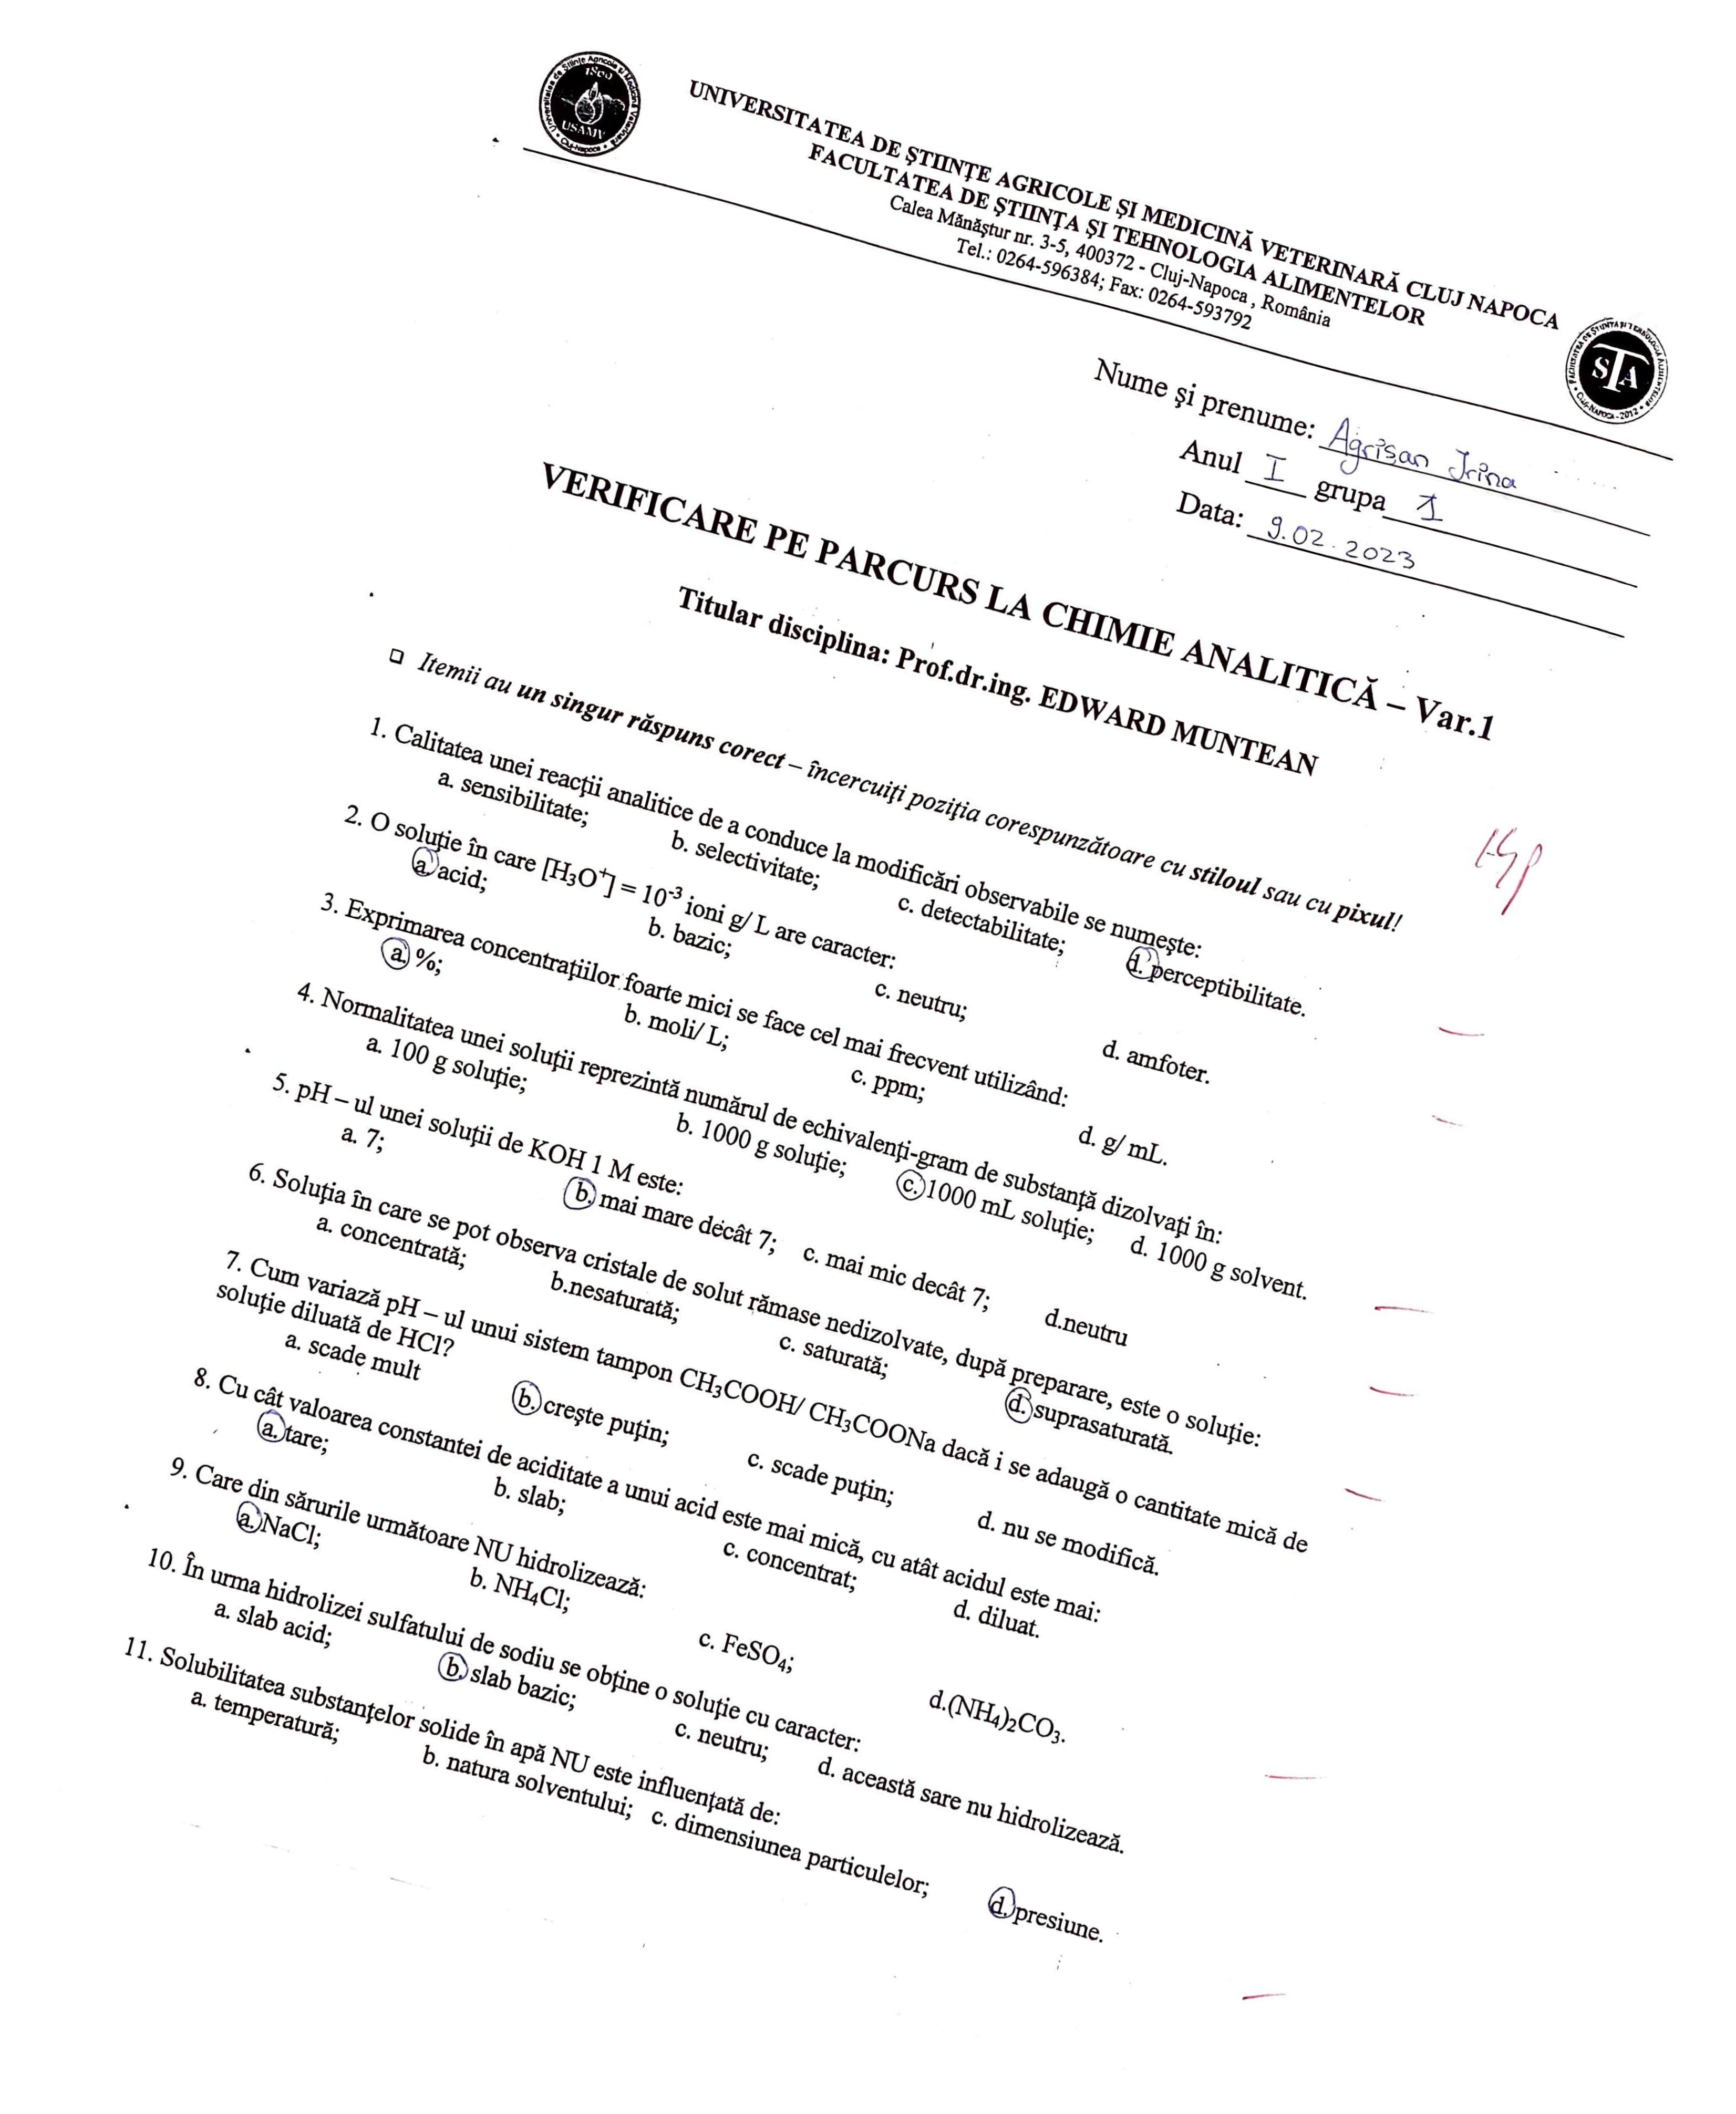 UNIVERSITATEA DE ŞTIINŢE AGRICOLE ŞI MEDICINĂ VETERINARĂ CLUJ NAPOCA
FACULTATEA DE ŞTIINŢA ŞI TEHNOLOGIA ALIMENTELOR
Calea Mănăştur nr. 3-5, 400372 - Cluj-Napoca , România
Tel.: 0264-596384; Fax: 0264-593792
USAMV
Cluj-Napoca
STA
Nume şi prenume: Agrişan Irina
Anul I grupa 1
Data: 9.02.2023
VERIFICARE PE PARCURS LA CHIMIE ANALITICĂ – Var.1
Titular disciplina: Prof.dr.ing. EDWARD MUNTEAN
❑ Itemii au un singur răspuns corect – încercuiţi poziţia corespunzătoare cu stiloul sau cu pixul!
1. Calitatea unei reacţii analitice de a conduce la modificări observabile se numeşte:
a. sensibilitate; b. selectivitate; c. detectabilitate; d. perceptibilitate.
2. O soluţie în care [H₃O⁺] = 10⁻³ ioni g/ L are caracter:
a. acid; b. bazic; c. neutru; d. amfoter.
3. Exprimarea concentraţiilor foarte mici se face cel mai frecvent utilizând:
a. %; b. moli/ L; c. ppm; d. g/ mL.
4. Normalitatea unei soluţii reprezintă numărul de echivalenţi-gram de substanţă dizolvaţi în:
a. 100 g soluţie; b. 1000 g soluţie; c. 1000 mL soluţie; d. 1000 g solvent.
5. pH – ul unei soluţii de KOH 1 M este:
a. 7; b. mai mare decât 7; c. mai mic decât 7; d.neutru
6. Soluţia în care se pot observa cristale de solut rămase nedizolvate, după preparare, este o soluţie:
a. concentrată; b.nesaturată; c. saturată; d. suprasaturată.
7. Cum variază pH – ul unui sistem tampon CH₃COOH/ CH₃COONa dacă i se adaugă o cantitate mică de
soluţie diluată de HCl?
a. scade mult b. creşte puţin; c. scade puţin; d. nu se modifică.
8. Cu cât valoarea constantei de aciditate a unui acid este mai mică, cu atât acidul este mai:
a. tare; b. slab; c. concentrat; d. diluat.
9. Care din sărurile următoare NU hidrolizează:
a. NaCl; b. NH₄Cl; c. FeSO₄; d.(NH₄)₂CO₃.
10. În urma hidrolizei sulfatului de sodiu se obţine o soluţie cu caracter:
a. slab acid; b. slab bazic; c. neutru; d. această sare nu hidrolizează.
11. Solubilitatea substanţelor solide în apă NU este influenţată de:
a. temperatură; b. natura solventului; c. dimensiunea particulelor; d. presiune.